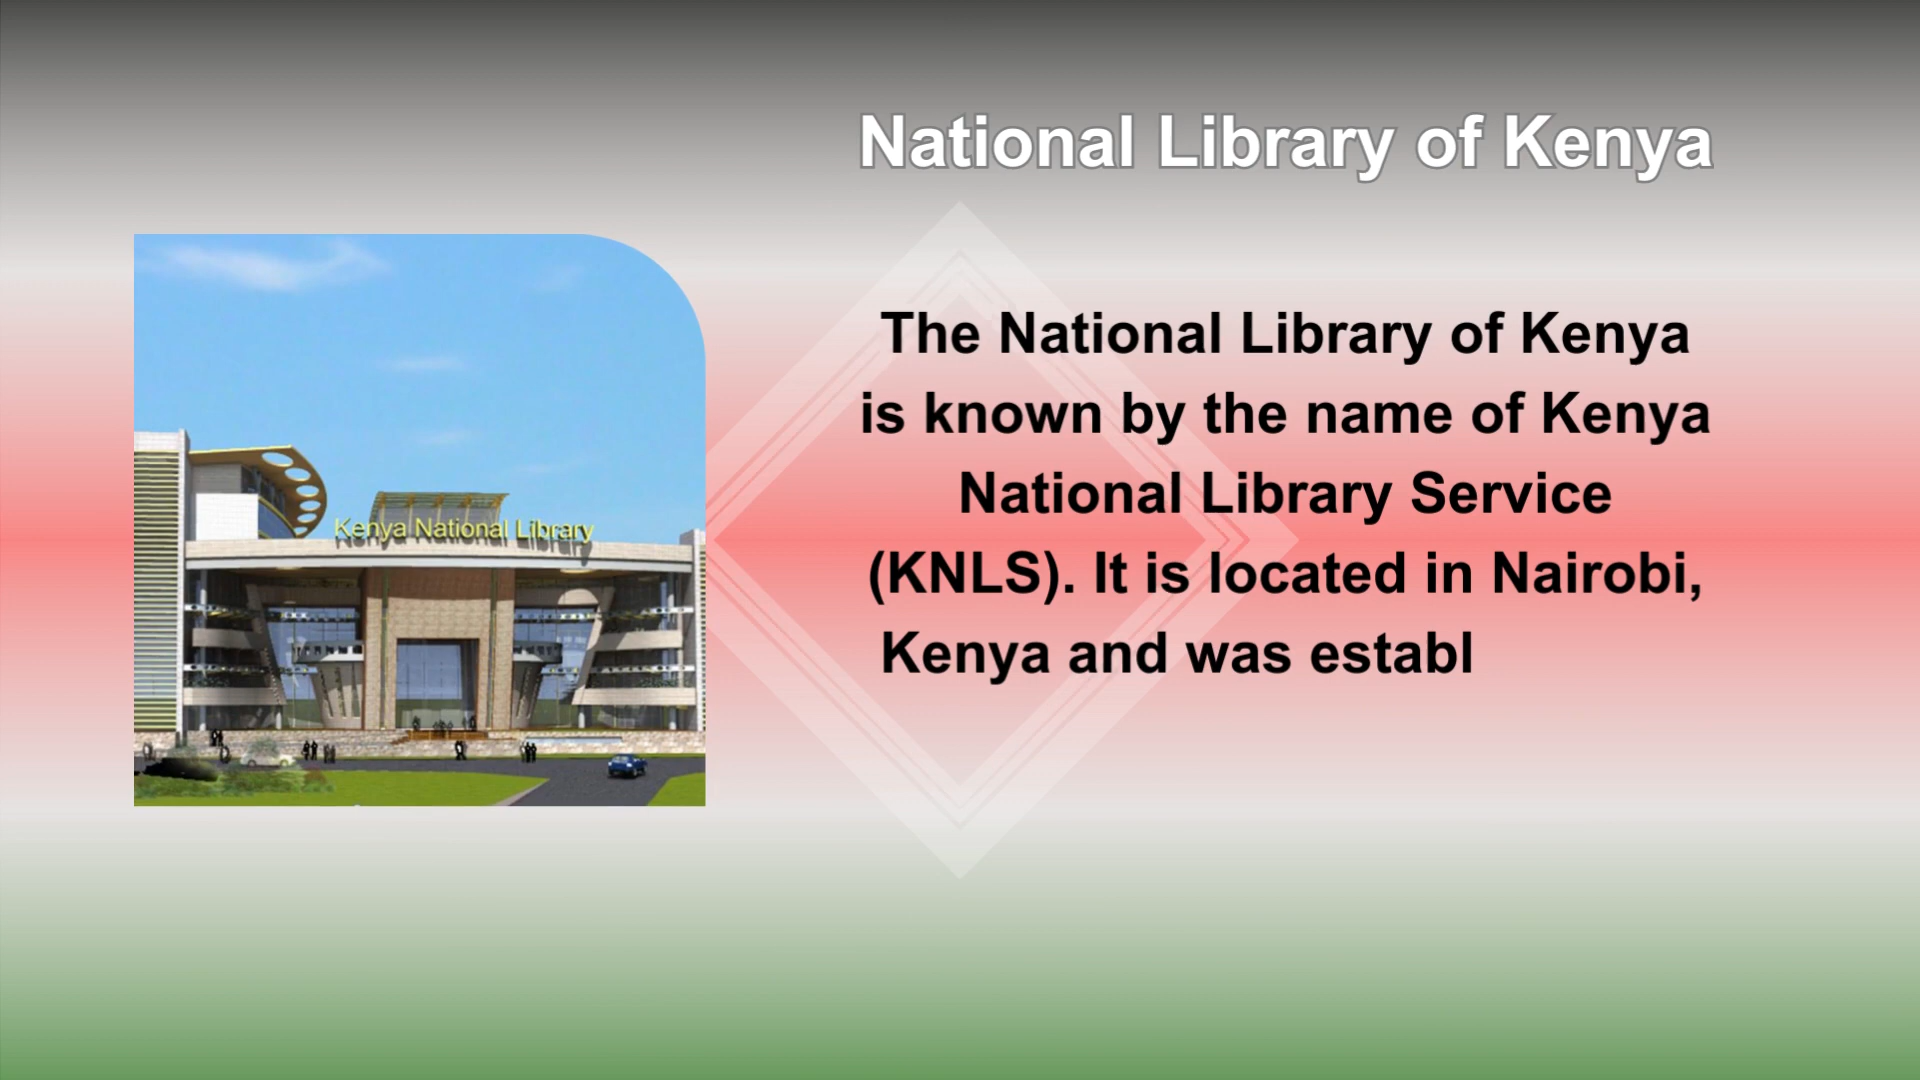 National Library of Kenya
Kenya National Library
The National Library of Kenya
is known by the name of Kenya
National Library Service
(KNLS). It is located in Nairobi,
Kenya and was establ